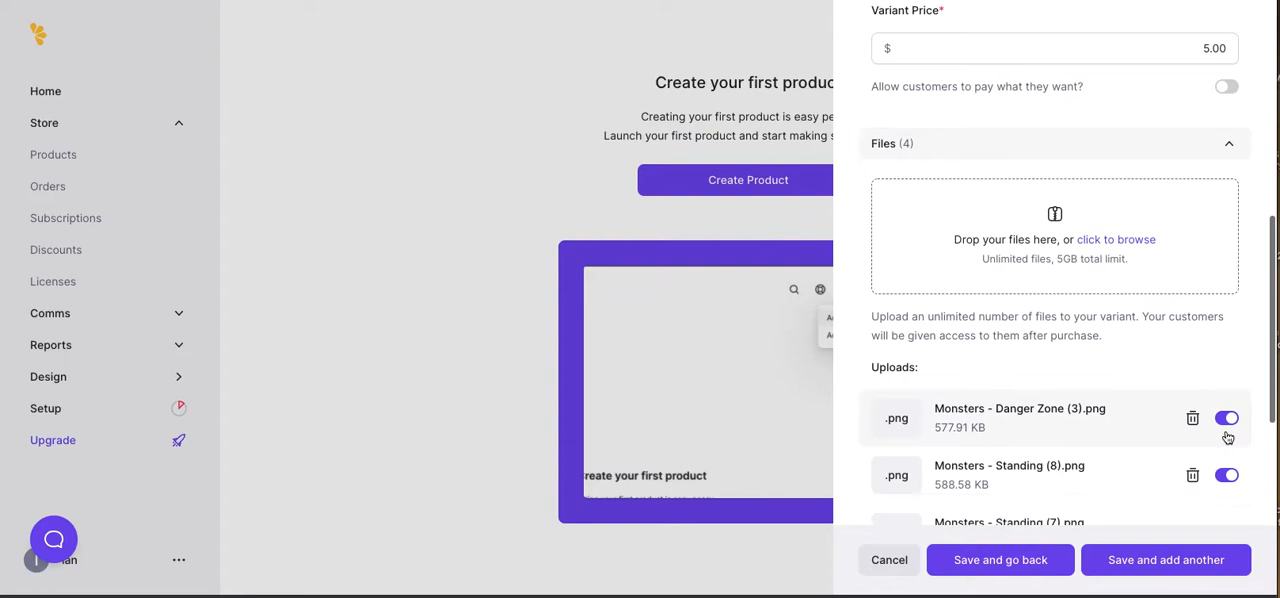 Home
Store
Products
Orders
Subscriptions
Discounts
Licenses
Comms
Reports
Design
Setup
Upgrade
Create your first produc
Creating your first product is easy pe
Launch your first product and start making s
Create Product
Create your first product
Variant Price*
$ 5.00
Allow customers to pay what they want?
Files (4)
Drop your files here, or click to browse
Unlimited files, 5GB total limit.
Upload an unlimited number of files to your variant. Your customers
will be given access to them after purchase.
Uploads:
.png
Monsters - Danger Zone (3).png
577.91 KB
.png
Monsters - Standing (8).png
588.58 KB
Monsters - Standing (7).png
Cancel
Save and go back
Save and add another